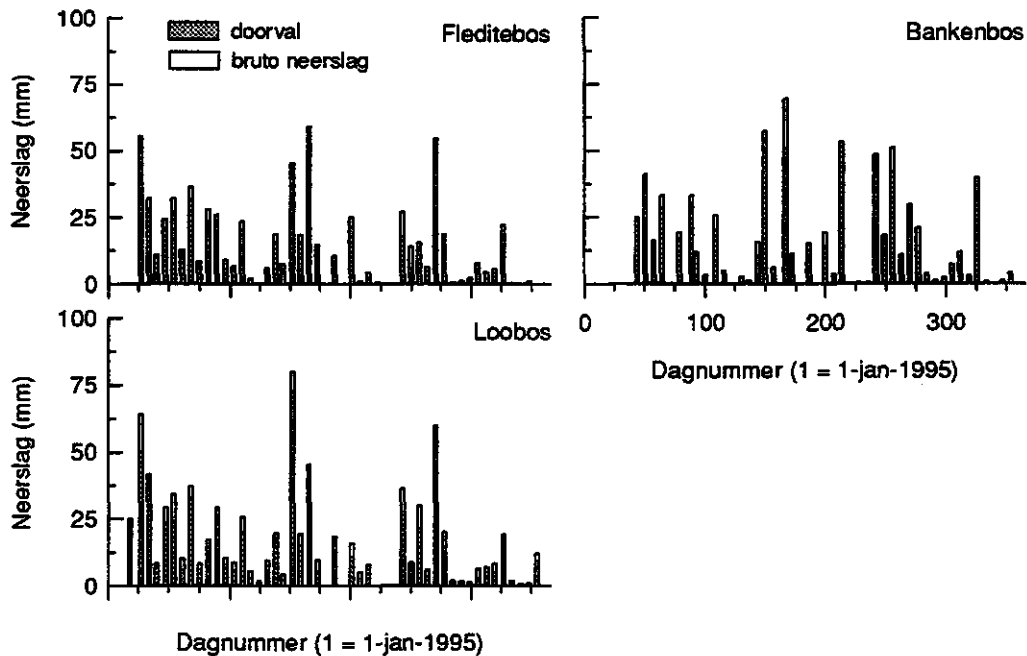 100
75
50
25
0
Neerslag (mm)
doorval
bruto neerslag
Fleditebos
Bankenbos
0
100
200
300
Dagnummer (1 = 1-jan-1995)
100
75
50
25
0
Neerslag (mm)
Loobos
Dagnummer (1 = 1-jan-1995)